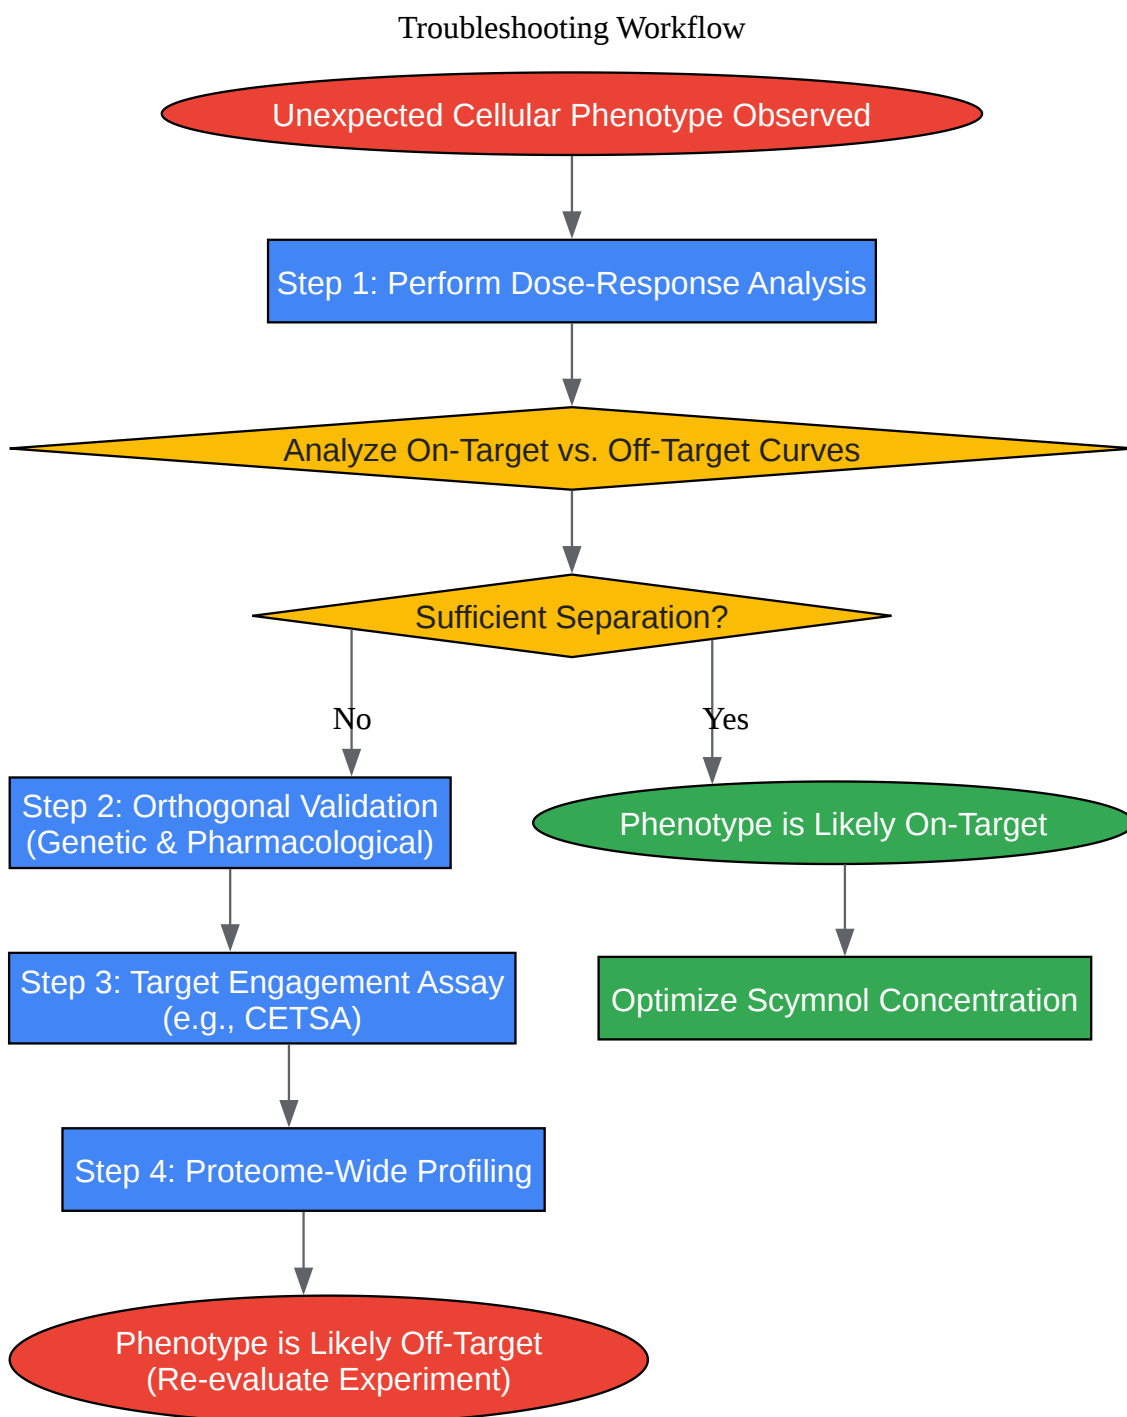 Troubleshooting Workflow
Unexpected Cellular Phenotype Observed
Step 1: Perform Dose-Response Analysis
Analyze On-Target vs. Off-Target Curves
Sufficient Separation?
No
Yes
Step 2: Orthogonal Validation
(Genetic & Pharmacological)
Phenotype is Likely On-Target
Step 3: Target Engagement Assay
(e.g., CETSA)
Optimize Scymnol Concentration
Step 4: Proteome-Wide Profiling
Phenotype is Likely Off-Target
(Re-evaluate Experiment)